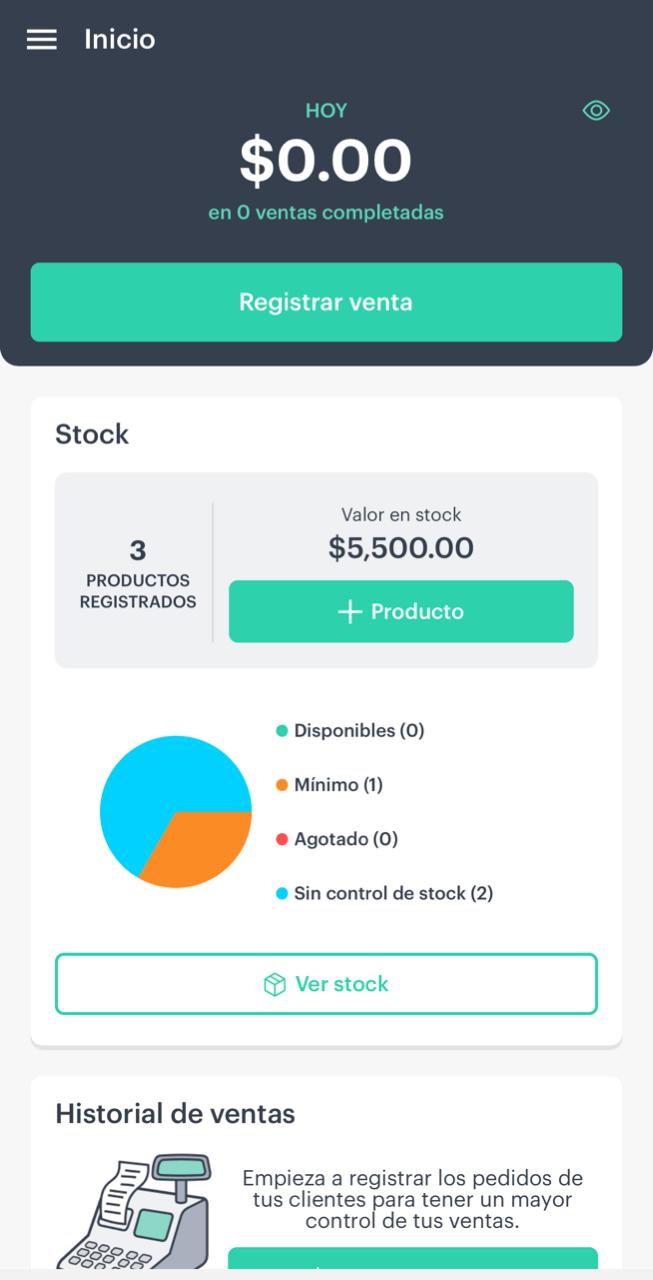 Inicio
HOY
$0.00
en 0 ventas completadas
Registrar venta
Stock
3
PRODUCTOS
REGISTRADOS
Valor en stock
$5,500.00
Producto
Disponibles (0)
Mínimo (1)
Agotado (0)
Sin control de stock (2)
Ver stock
Historial de ventas
Empieza a registrar los pedidos de
tus clientes para tener un mayor
control de tus ventas.